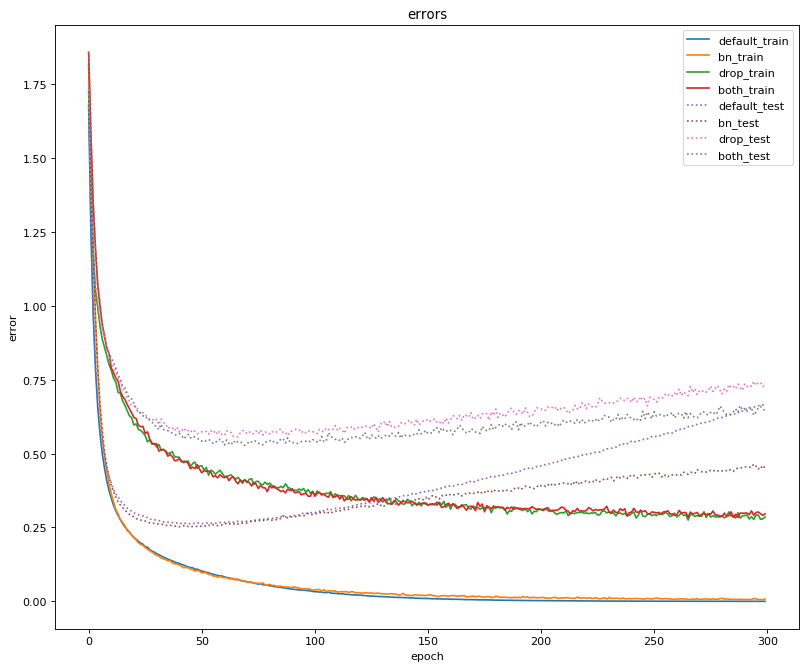 errors
default_train
bn_train
drop_train
both_train
default_test
bn_test
drop_test
both_test
1.75
1.50
1.25
1.00
0.75
0.50
0.25
0.00
error
0 50 100 150 200 250 300
epoch